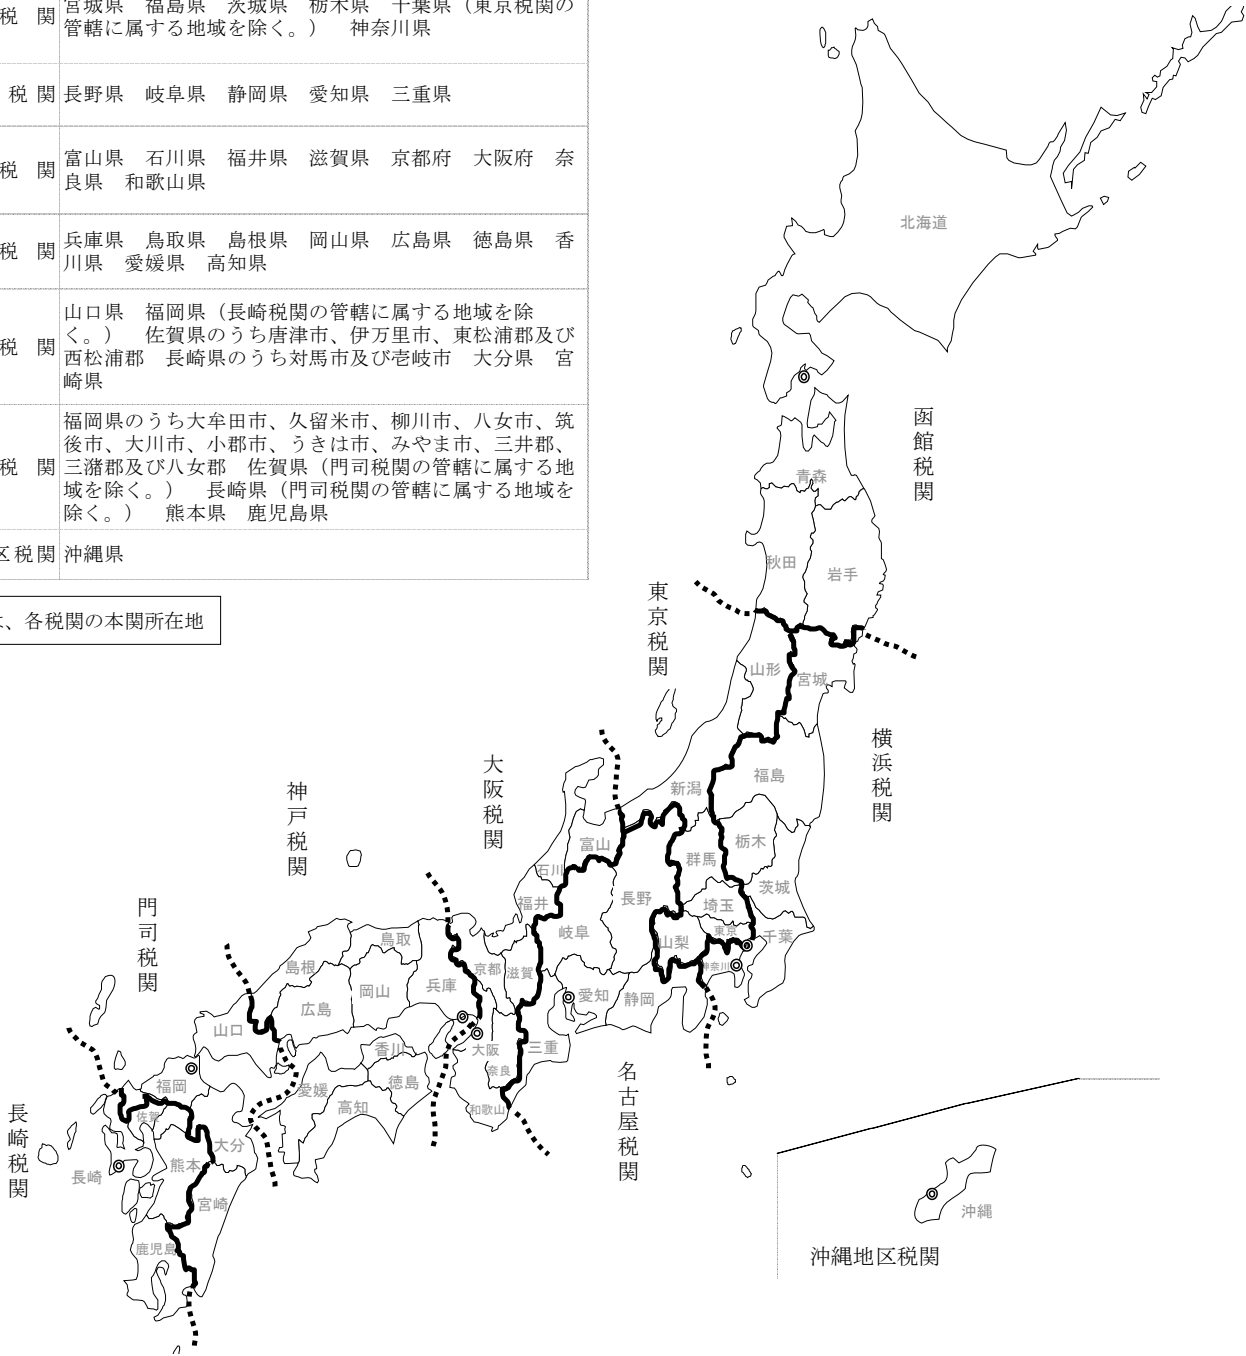 宮城県　福島県　茨城県　栃木県　千葉県（東京税関の
税　関
管轄に属する地域を除く。）　神奈川県
税 関
長野県　岐阜県　静岡県　愛知県　三重県
税　関
富山県　石川県　福井県　滋賀県　京都府　大阪府　奈
良県　和歌山県
税　関
兵庫県　鳥取県　島根県　岡山県　広島県　徳島県　香
川県　愛媛県　高知県
税　関
山口県　福岡県（長崎税関の管轄に属する地域を除
く。）　佐賀県のうち唐津市、伊万里市、東松浦郡及び
西松浦郡　長崎県のうち対馬市及び壱岐市　大分県　宮
崎県
税　関
福岡県のうち大牟田市、久留米市、柳川市、八女市、筑
後市、大川市、小郡市、うきは市、みやま市、三井郡、
三潴郡及び八女郡　佐賀県（門司税関の管轄に属する地
域を除く。）　長崎県（門司税関の管轄に属する地域を
除く。）　熊本県　鹿児島県
区税関
沖縄県
、各税関の本関所在地
北海道
函館税関
青森
秋田
岩手
東京税関
山形
宮城
横浜税関
福島
新潟
大阪税関
神戸税関
富山
栃木
群馬
石川
茨城
長野
埼玉
福井
門司税関
東京
千葉
岐阜
山梨
鳥取
島根
京都
滋賀
神奈川
兵庫
岡山
愛知
静岡
広島
山口
三重
大阪
香川
奈良
名古屋税関
徳島
福岡
愛媛
高知
和歌山
佐賀
長崎税関
大分
熊本
長崎
宮崎
鹿児島
沖縄
沖縄地区税関